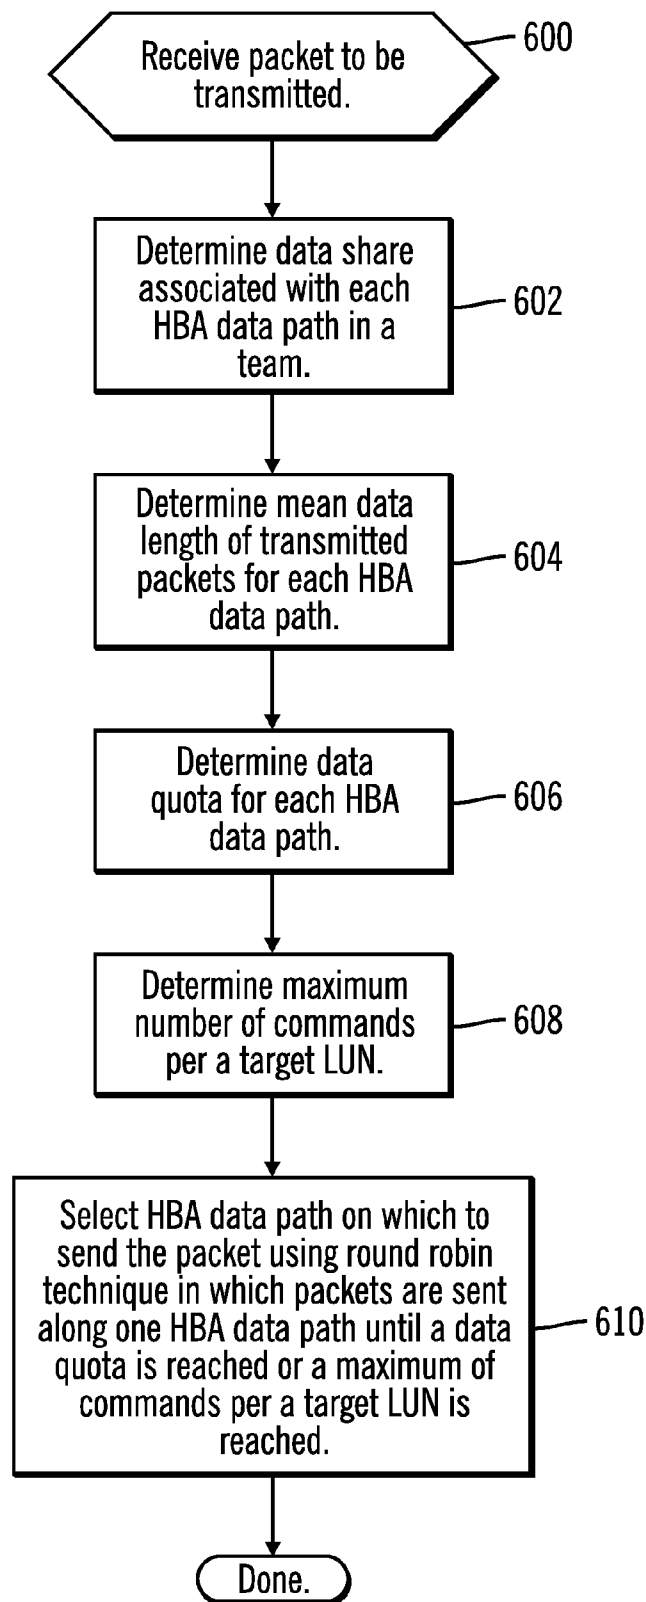 Receive packet to be
transmitted.
600
Determine data share
associated with each
HBA data path in a
team.
602
Determine mean data
length of transmitted
packets for each HBA
data path.
604
Determine data
quota for each HBA
data path.
606
Determine maximum
number of commands
per a target LUN.
608
Select HBA data path on which to
send the packet using round robin
technique in which packets are sent
along one HBA data path until a data
quota is reached or a maximum of
commands per a target LUN is
reached.
610
Done.